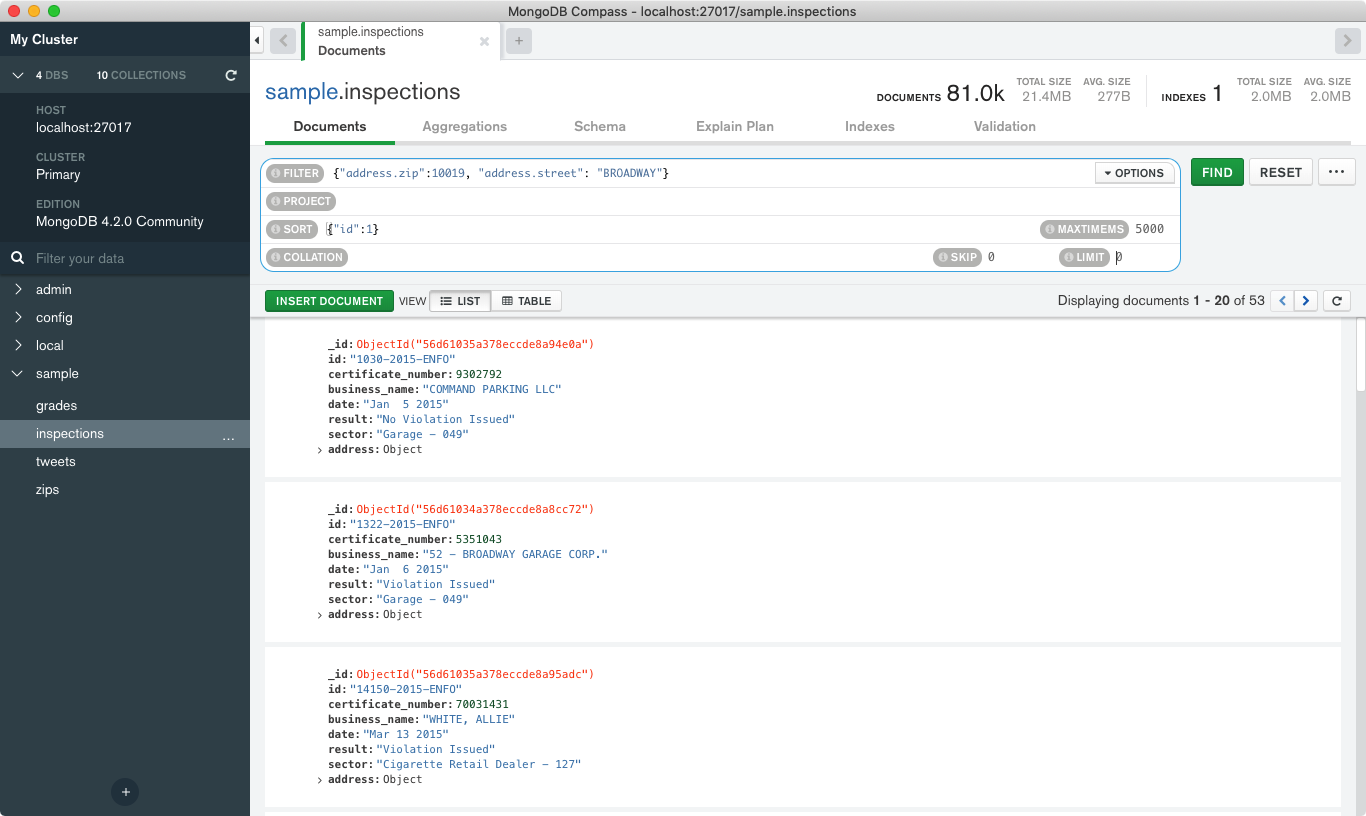 MongoDB Compass - localhost:27017/sample.inspections
My Cluster
4 DBS 10 COLLECTIONS
HOST
localhost:27017
CLUSTER
Primary
EDITION
MongoDB 4.2.0 Community
Filter your data
admin
config
local
sample
grades
inspections ...
tweets
zips
+
sample.inspections
Documents
+
sample.inspections
DOCUMENTS 81.0k TOTAL SIZE 21.4MB AVG. SIZE 277B INDEXES 1 TOTAL SIZE 2.0MB AVG. SIZE 2.0MB
Documents Aggregations Schema Explain Plan Indexes Validation
FILTER {"address.zip":10019, "address.street": "BROADWAY"} OPTIONS FIND RESET ...
PROJECT
SORT {"id":1} MAXTIMEMS 5000
COLLATION SKIP 0 LIMIT 0
INSERT DOCUMENT VIEW LIST TABLE Displaying documents 1 - 20 of 53
_id: ObjectId("56d61035a378eccde8a94e0a")
id: "1030-2015-ENFO"
certificate_number: 9302792
business_name: "COMMAND PARKING LLC"
date: "Jan  5 2015"
result: "No Violation Issued"
sector: "Garage - 049"
address: Object
_id: ObjectId("56d61034a378eccde8a8cc72")
id: "1322-2015-ENFO"
certificate_number: 5351043
business_name: "52 - BROADWAY GARAGE CORP."
date: "Jan  6 2015"
result: "Violation Issued"
sector: "Garage - 049"
address: Object
_id: ObjectId("56d61035a378eccde8a95adc")
id: "14150-2015-ENFO"
certificate_number: 70031431
business_name: "WHITE, ALLIE"
date: "Mar 13 2015"
result: "Violation Issued"
sector: "Cigarette Retail Dealer - 127"
address: Object